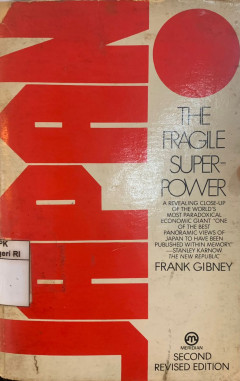 JAPAN
THE
FRAGILE
SUPER-
POWER
A REVEALING CLOSE-UP
OF THE WORLD'S
MOST PARADOXICAL
ECONOMIC GIANT "ONE
OF THE BEST
PANORAMIC VIEWS OF
JAPAN TO HAVE BEEN
PUBLISHED WITHIN MEMORY"
—STANLEY KARNOW,
THE NEW REPUBLIC
FRANK GIBNEY
MERIDIAN
SECOND
REVISED EDITION
geri RI